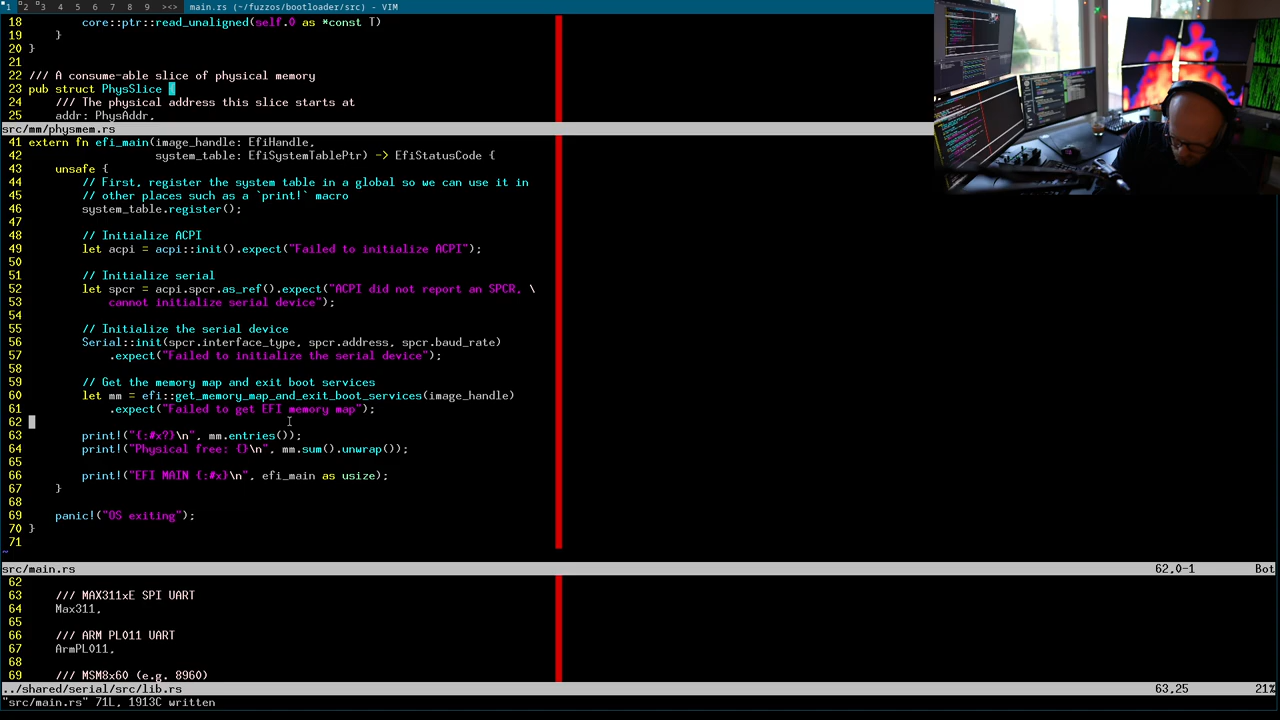 1 2 3 4 5 6 7 8 9 ><> main.rs (~/fuzzos/bootloader/src) - VIM
18         core::ptr::read_unaligned(self.0 as *const T)
19     }
20 }
21
22 /// A consume-able slice of physical memory
23 pub struct PhysSlice {
24     /// The physical address this slice starts at
25     addr: PhysAddr,
src/mm/physmem.rs
41 extern fn efi_main(image_handle: EfiHandle,
42                    system_table: EfiSystemTablePtr) -> EfiStatusCode {
43     unsafe {
44         // First, register the system table in a global so we can use it in
45         // other places such as a `print!` macro
46         system_table.register();
47
48         // Initialize ACPI
49         let acpi = acpi::init().expect("Failed to initialize ACPI");
50
51         // Initialize serial
52         let spcr = acpi.spcr.as_ref().expect("ACPI did not report an SPCR, \
53             cannot initialize serial device");
54
55         // Initialize the serial device
56         Serial::init(spcr.interface_type, spcr.address, spcr.baud_rate)
57             .expect("Failed to initialize the serial device");
58
59         // Get the memory map and exit boot services
60         let mm = efi::get_memory_map_and_exit_boot_services(image_handle)
61             .expect("Failed to get EFI memory map");
62
63         print!("{:#x?}\n", mm.entries());
64         print!("Physical free: {}\n", mm.sum().unwrap());
65
66         print!("EFI MAIN {:#x}\n", efi_main as usize);
67     }
68
69     panic!("OS exiting");
70 }
71
~
src/main.rs 62,0-1 Bot
62
63     /// MAX311xE SPI UART
64     Max311,
65
66     /// ARM PL011 UART
67     ArmPL011,
68
69     /// MSM8x60 (e.g. 8960)
../shared/serial/src/lib.rs 63,25 21%
"src/main.rs" 71L, 1913C written